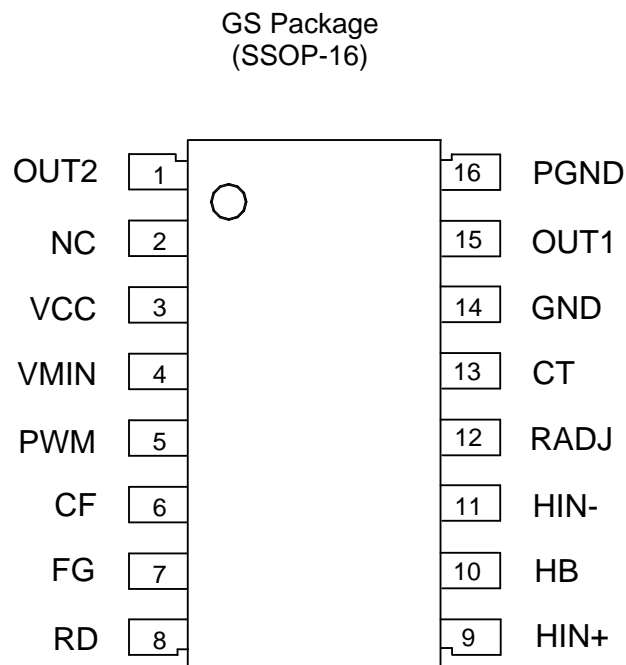 GS Package
(SSOP-16)
OUT2 1 16 PGND
NC 2 15 OUT1
VCC 3 14 GND
VMIN 4 13 CT
PWM 5 12 RADJ
CF 6 11 HIN-
FG 7 10 HB
RD 8 9 HIN+